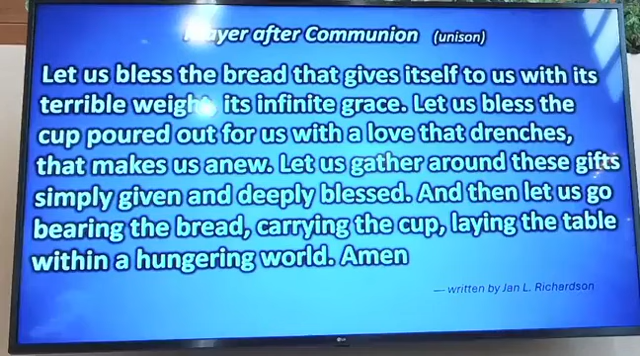 Prayer after Communion (unison)
Let us bless the bread that gives itself to us with its
terrible weight, its infinite grace. Let us bless the
cup poured out for us with a love that drenches,
that makes us anew. Let us gather around these gifts
simply given and deeply blessed. And then let us go
bearing the bread, carrying the cup, laying the table
within a hungering world. Amen
— written by Jan L. Richardson
LG